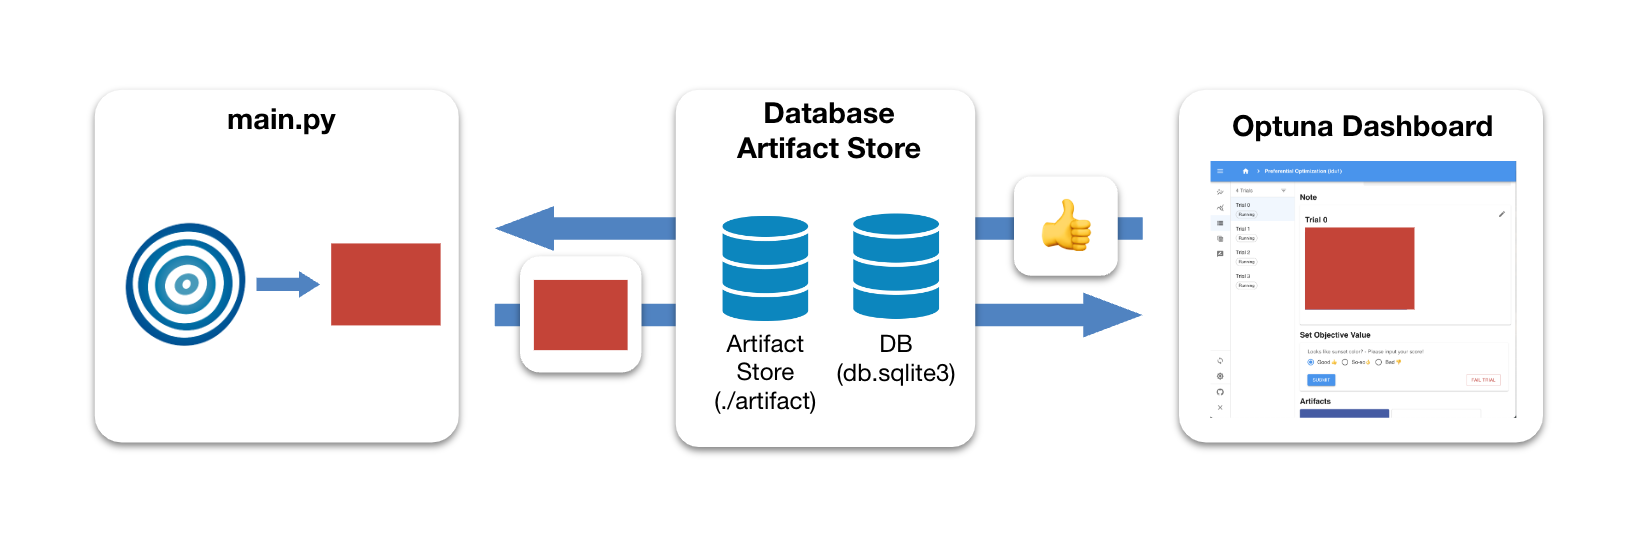 main.py
Database
Artifact Store
Artifact
Store
(./artifact)
DB
(db.sqlite3)
Optuna Dashboard
Preferential Optimization (id=1)
4 Trials
Trial 0
Running
Trial 1
Running
Trial 2
Running
Trial 3
Running
Note
Trial 0
Set Objective Value
Looks like sunset color? - Please input your score!
Good 👍 So-so👌 Bad 👎
SUBMIT
FAIL TRIAL
Artifacts